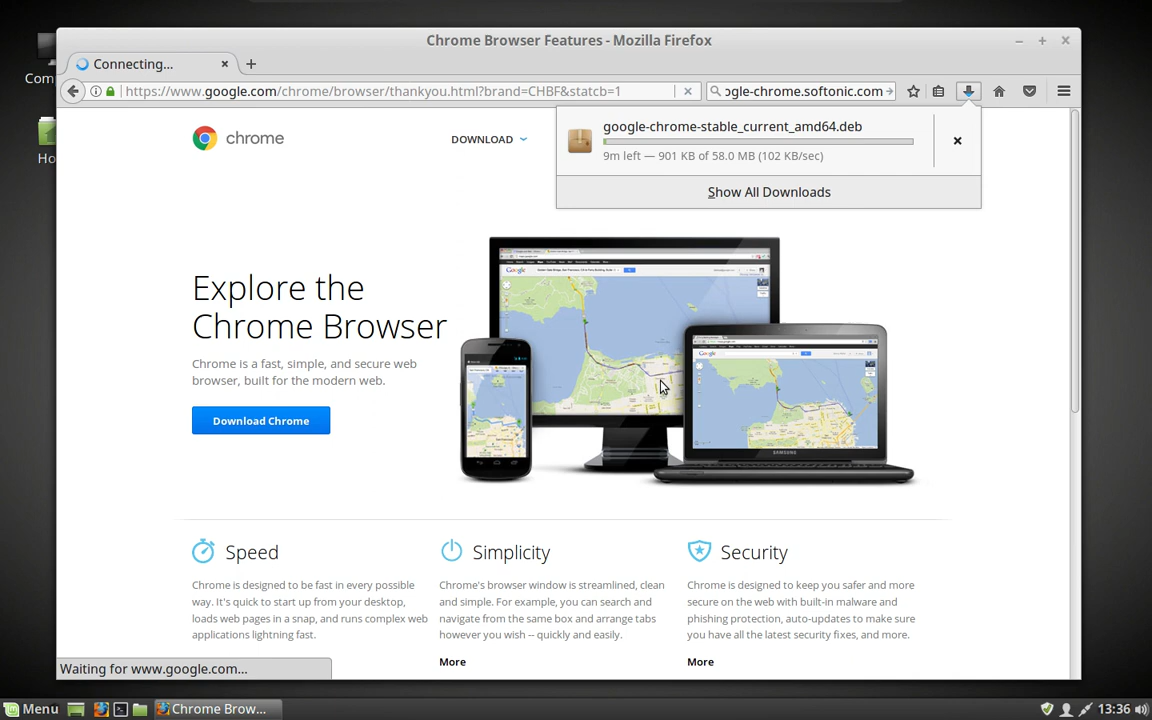 Com
Ho
Chrome Browser Features - Mozilla Firefox
Connecting...
https://www.google.com/chrome/browser/thankyou.html?brand=CHBF&statcb=1
ogle-chrome.softonic.com
chrome
DOWNLOAD
google-chrome-stable_current_amd64.deb
9m left — 901 KB of 58.0 MB (102 KB/sec)
Show All Downloads
Explore the
Chrome Browser
Chrome is a fast, simple, and secure web
browser, built for the modern web.
Download Chrome
Google
Google
SAMSUNG
Speed
Chrome is designed to be fast in every possible
way. It's quick to start up from your desktop,
loads web pages in a snap, and runs complex web
applications lightning fast.
Simplicity
Chrome's browser window is streamlined, clean
and simple. For example, you can search and
navigate from the same box and arrange tabs
however you wish -- quickly and easily.
More
Security
Chrome is designed to keep you safer and more
secure on the web with built-in malware and
phishing protection, auto-updates to make sure
you have all the latest security fixes, and more.
More
Waiting for www.google.com...
Menu
Chrome Brow...
13:36